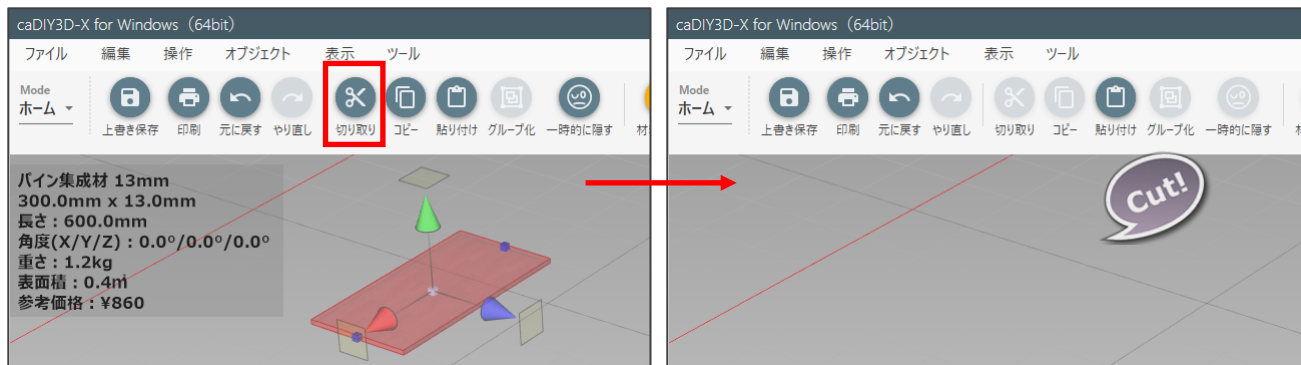 caDIY3D-X for Windows（64bit）
ファイル 編集 操作 オブジェクト 表示 ツール
Mode
ホーム
上書き保存 印刷 元に戻す やり直し 切り取り コピー 貼り付け グループ化 一時的に隠す 材
パイン集成材 13mm
300.0mm x 13.0mm
長さ：600.0mm
角度(X/Y/Z)：0.0°/0.0°/0.0°
重さ：1.2kg
表面積：0.4㎡
参考価格：¥860
caDIY3D-X for Windows（64bit）
ファイル 編集 操作 オブジェクト 表示 ツール
Mode
ホーム
上書き保存 印刷 元に戻す やり直し 切り取り コピー 貼り付け グループ化 一時的に隠す
Cut!